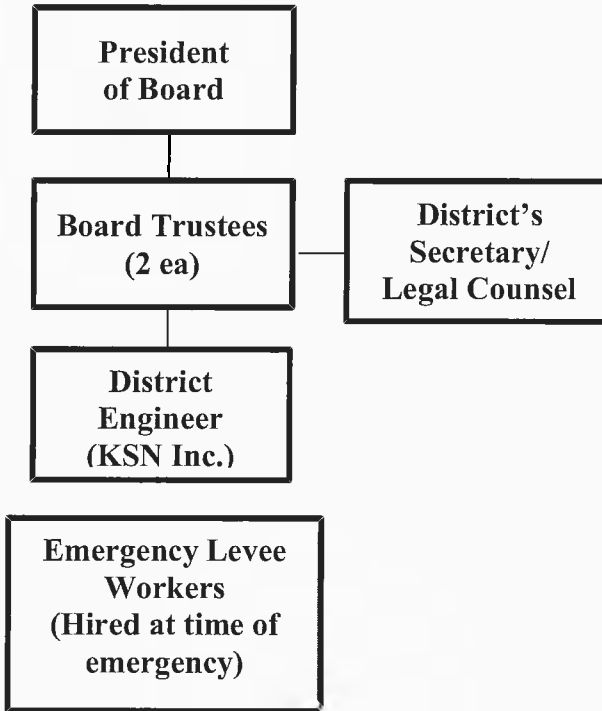 President
of Board
Board Trustees
(2 ea)
District's
Secretary/
Legal Counsel
District
Engineer
(KSN Inc.)
Emergency Levee
Workers
(Hired at time of
emergency)